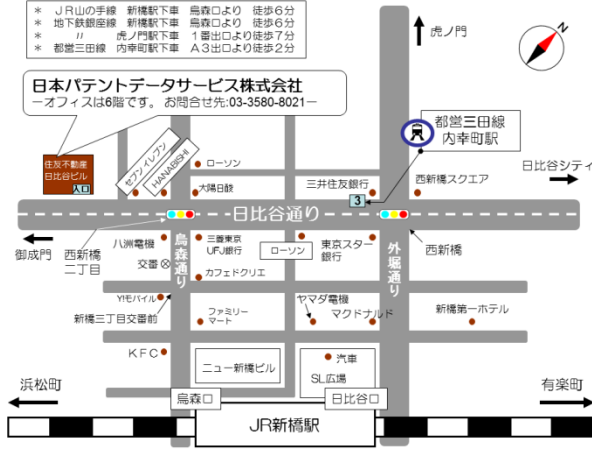 * JR山の手線 新橋駅下車 烏森口より 徒歩6分
* 地下鉄銀座線 新橋駅下車 烏森口より 徒歩6分
* 〃 虎ノ門駅下車 1番出口より徒歩7分
* 都営三田線 内幸町駅下車 A3出口より徒歩2分
虎ノ門
N
日本パテントデータサービス株式会社
－オフィスは6階です。 お問合せ先:03-3580-8021－
都営三田線
内幸町駅
住友不動産
日比谷ビル
入口
セブンイレブン
HANABISHI
ローソン
大陽日酸
三井住友銀行
3
西新橋スクエア
日比谷シティ
日比谷通り
御成門
西新橋
二丁目
八洲電機
交番
烏森通り
三菱東京
UFJ銀行
カフェドクリエ
ローソン
東京スター
銀行
外堀通り
西新橋
Y!モバイル
新橋三丁目交番前
ファミリー
マート
ヤマダ電機
マクドナルド
新橋第一ホテル
KFC
ニュー新橋ビル
汽車
SL広場
浜松町
烏森口
日比谷口
有楽町
JR新橋駅